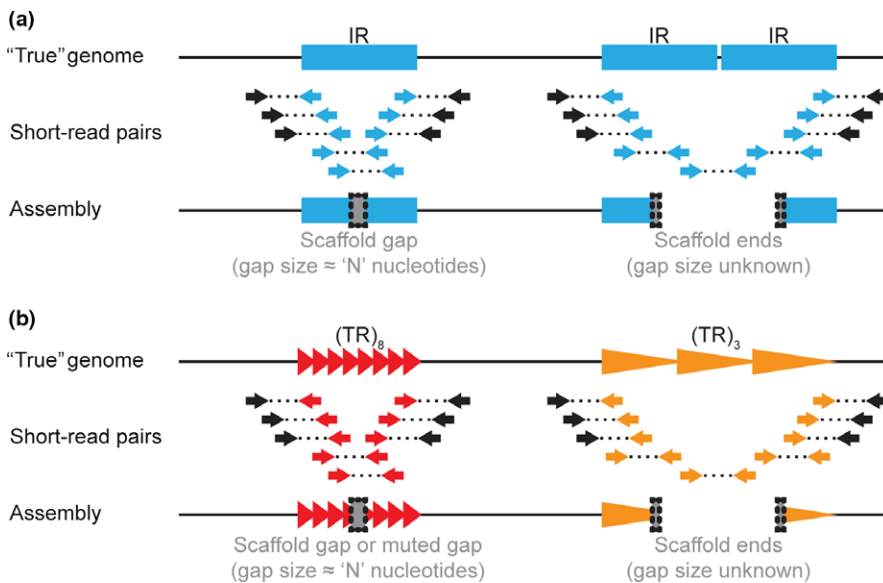 (a)
IR IR IR
“True” genome
Short-read pairs
Assembly
Scaffold gap Scaffold ends
(gap size ≈ ‘N’ nucleotides) (gap size unknown)
(b)
(TR)8 (TR)3
“True” genome
Short-read pairs
Assembly
Scaffold gap or muted gap Scaffold ends
(gap size ≈ ‘N’ nucleotides) (gap size unknown)